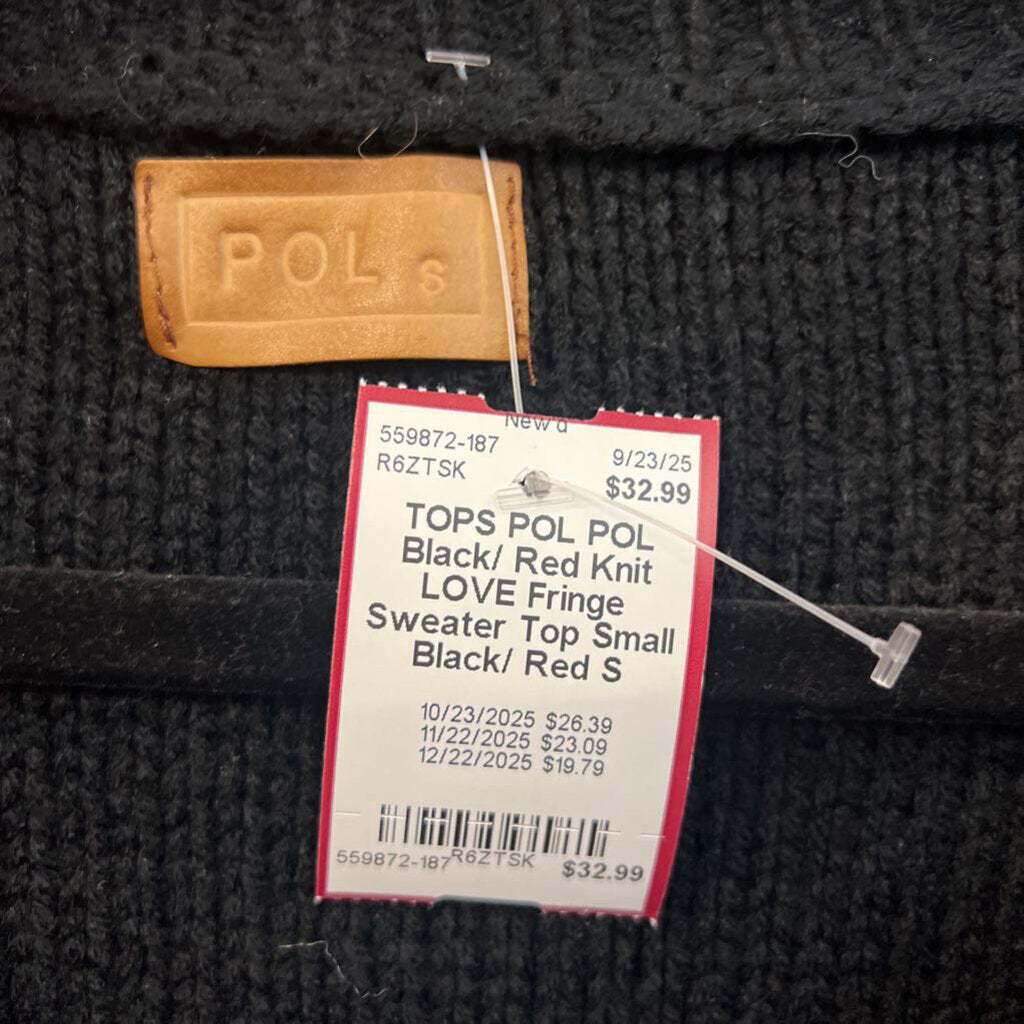 POL S
New'd
559872-187
9/23/25
R6ZTSK
$32.99
TOPS POL POL
Black/ Red Knit
LOVE Fringe
Sweater Top Small
Black/ Red S
10/23/2025 $26.39
11/22/2025 $23.09
12/22/2025 $19.79
559872-187 R6ZTSK $32.99